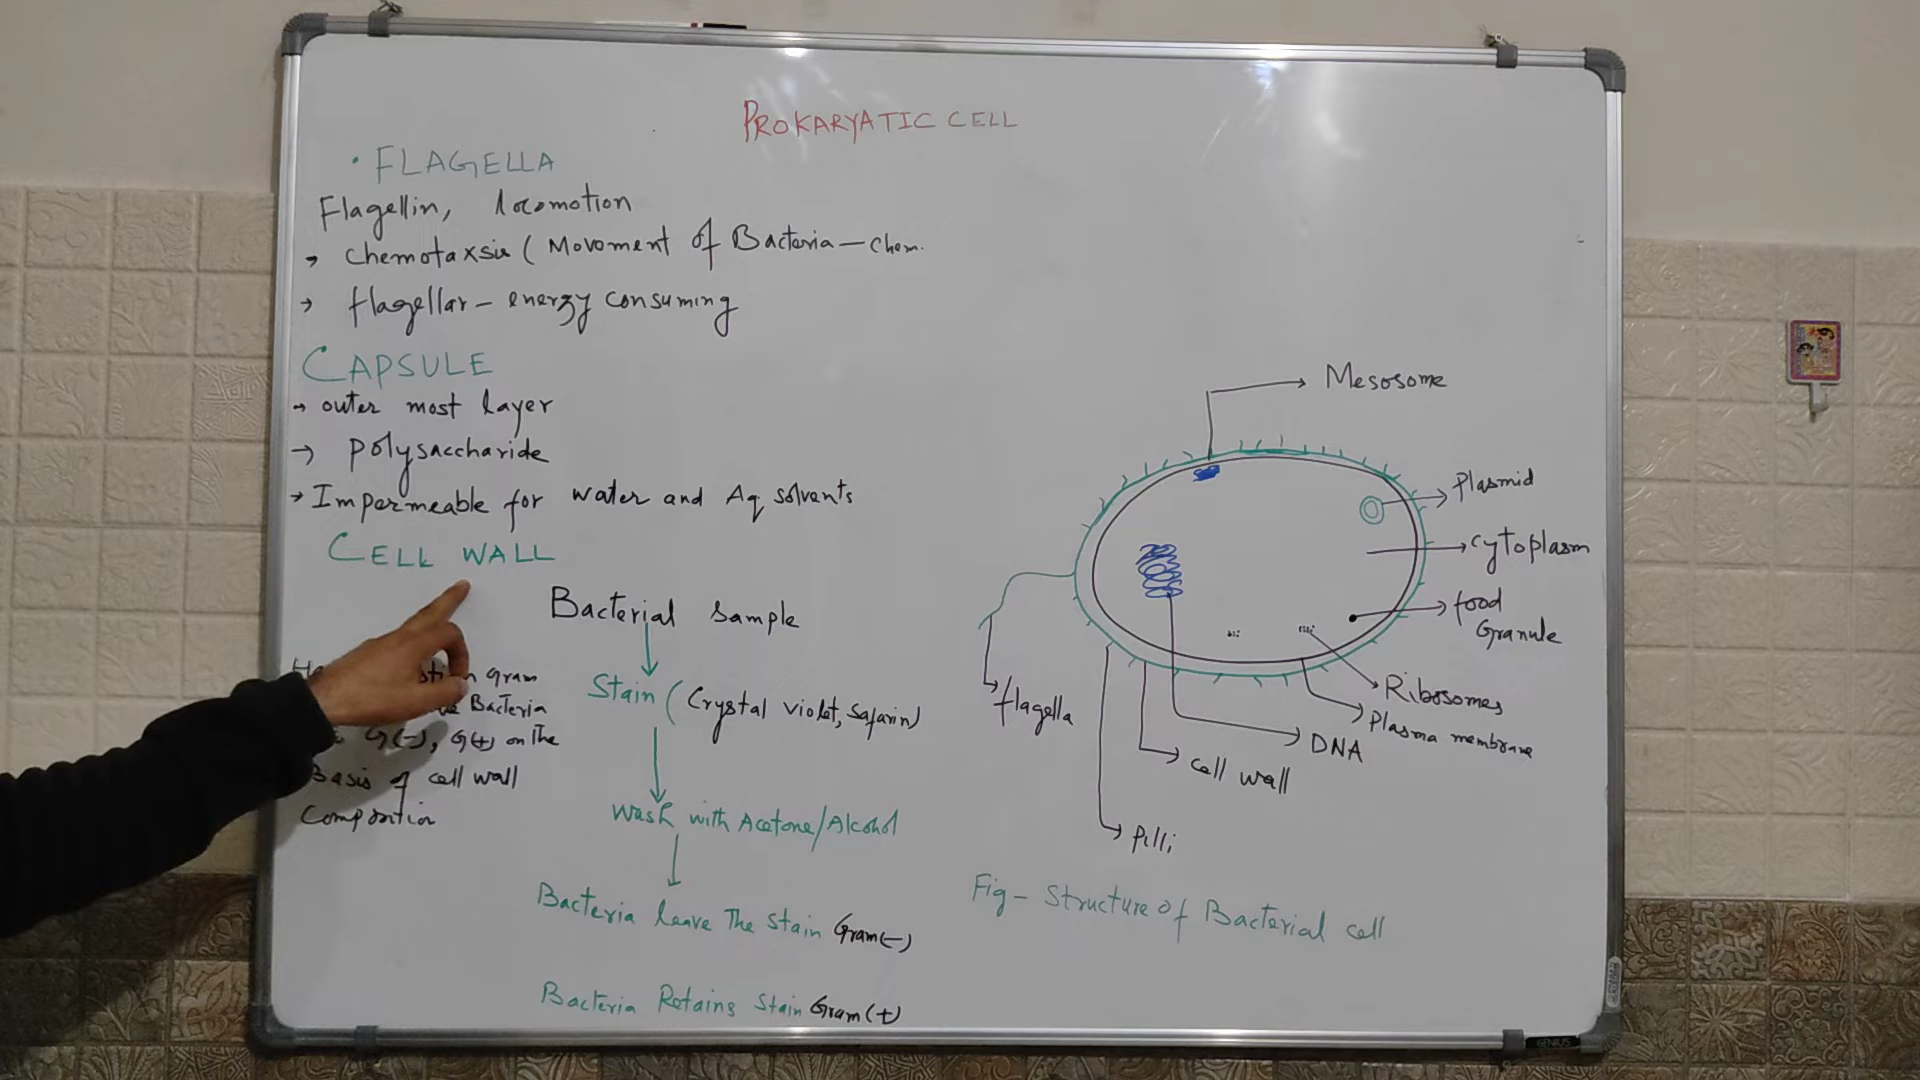 PROKARYATIC CELL
• FLAGELLA
Flagellin, locomotion
→ chemotaxsis (Movoment of Bacteria — Chem.
→ flagellar - energy consuming
CAPSULE
→ outer most layer
→ polysaccharide
→ Impermeable for water and Aq solvents
CELL WALL
Bacterial sample
Gram
Bacteria
G(-), G(+) on The
Basis of cell wall
Composition
Stain (Crystal violet, Safarin)
Wash with Acetone/Alcohol
Bacteria leave The Stain Gram(-)
Bacteria Retains Stain Gram(+)
Mesosome
Plasmid
Cytoplasm
food
Granule
Ribosomes
Plasma membrane
DNA
Cell wall
Pilli
flagella
Fig - Structure of Bacterial cell
GENIUS